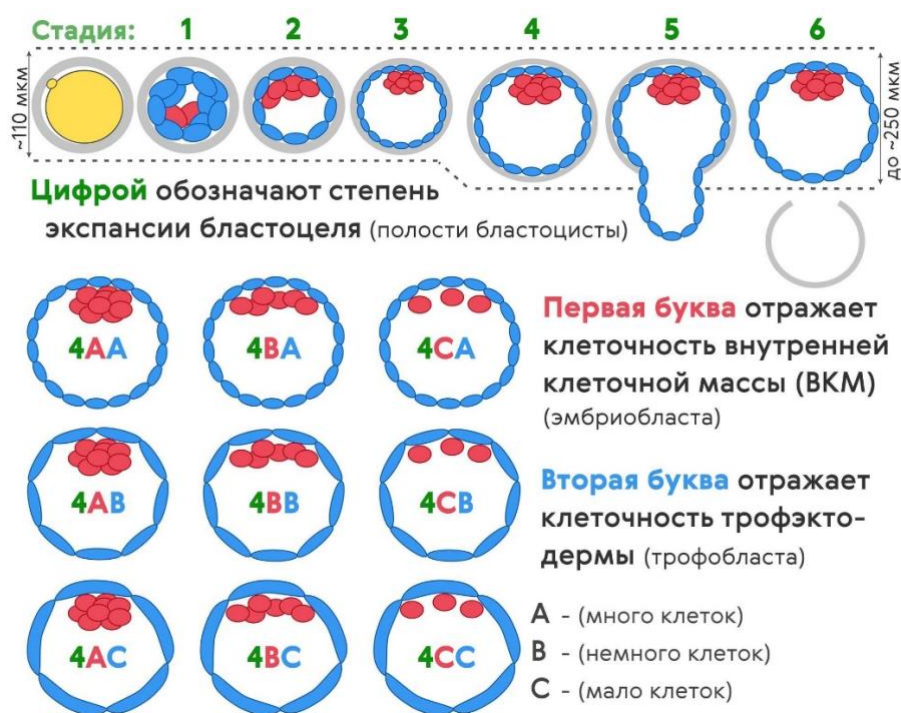 Стадия: 1 2 3 4 5 6
~110 мкм
до ~250 мкм
Цифрой обозначают степень
экспансии бластоцеля (полости бластоцисты)
4AA 4BA 4CA
Первая буква отражает
клеточность внутренней
клеточной массы (ВКМ)
(эмбриобласта)
4AB 4BB 4CB
Вторая буква отражает
клеточность трофэкто-
дермы (трофобласта)
4AC 4BC 4CC
A - (много клеток)
B - (немного клеток)
C - (мало клеток)